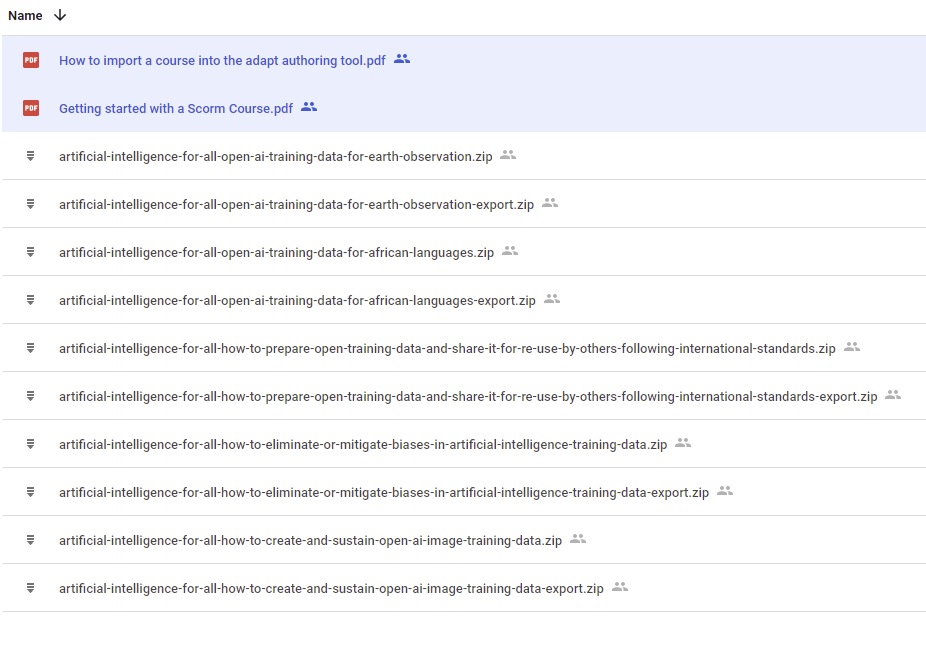 Name
PDF How to import a course into the adapt authoring tool.pdf
PDF Getting started with a Scorm Course.pdf
artificial-intelligence-for-all-open-ai-training-data-for-earth-observation.zip
artificial-intelligence-for-all-open-ai-training-data-for-earth-observation-export.zip
artificial-intelligence-for-all-open-ai-training-data-for-african-languages.zip
artificial-intelligence-for-all-open-ai-training-data-for-african-languages-export.zip
artificial-intelligence-for-all-how-to-prepare-open-training-data-and-share-it-for-re-use-by-others-following-international-standards.zip
artificial-intelligence-for-all-how-to-prepare-open-training-data-and-share-it-for-re-use-by-others-following-international-standards-export.zip
artificial-intelligence-for-all-how-to-eliminate-or-mitigate-biases-in-artificial-intelligence-training-data.zip
artificial-intelligence-for-all-how-to-eliminate-or-mitigate-biases-in-artificial-intelligence-training-data-export.zip
artificial-intelligence-for-all-how-to-create-and-sustain-open-ai-image-training-data.zip
artificial-intelligence-for-all-how-to-create-and-sustain-open-ai-image-training-data-export.zip